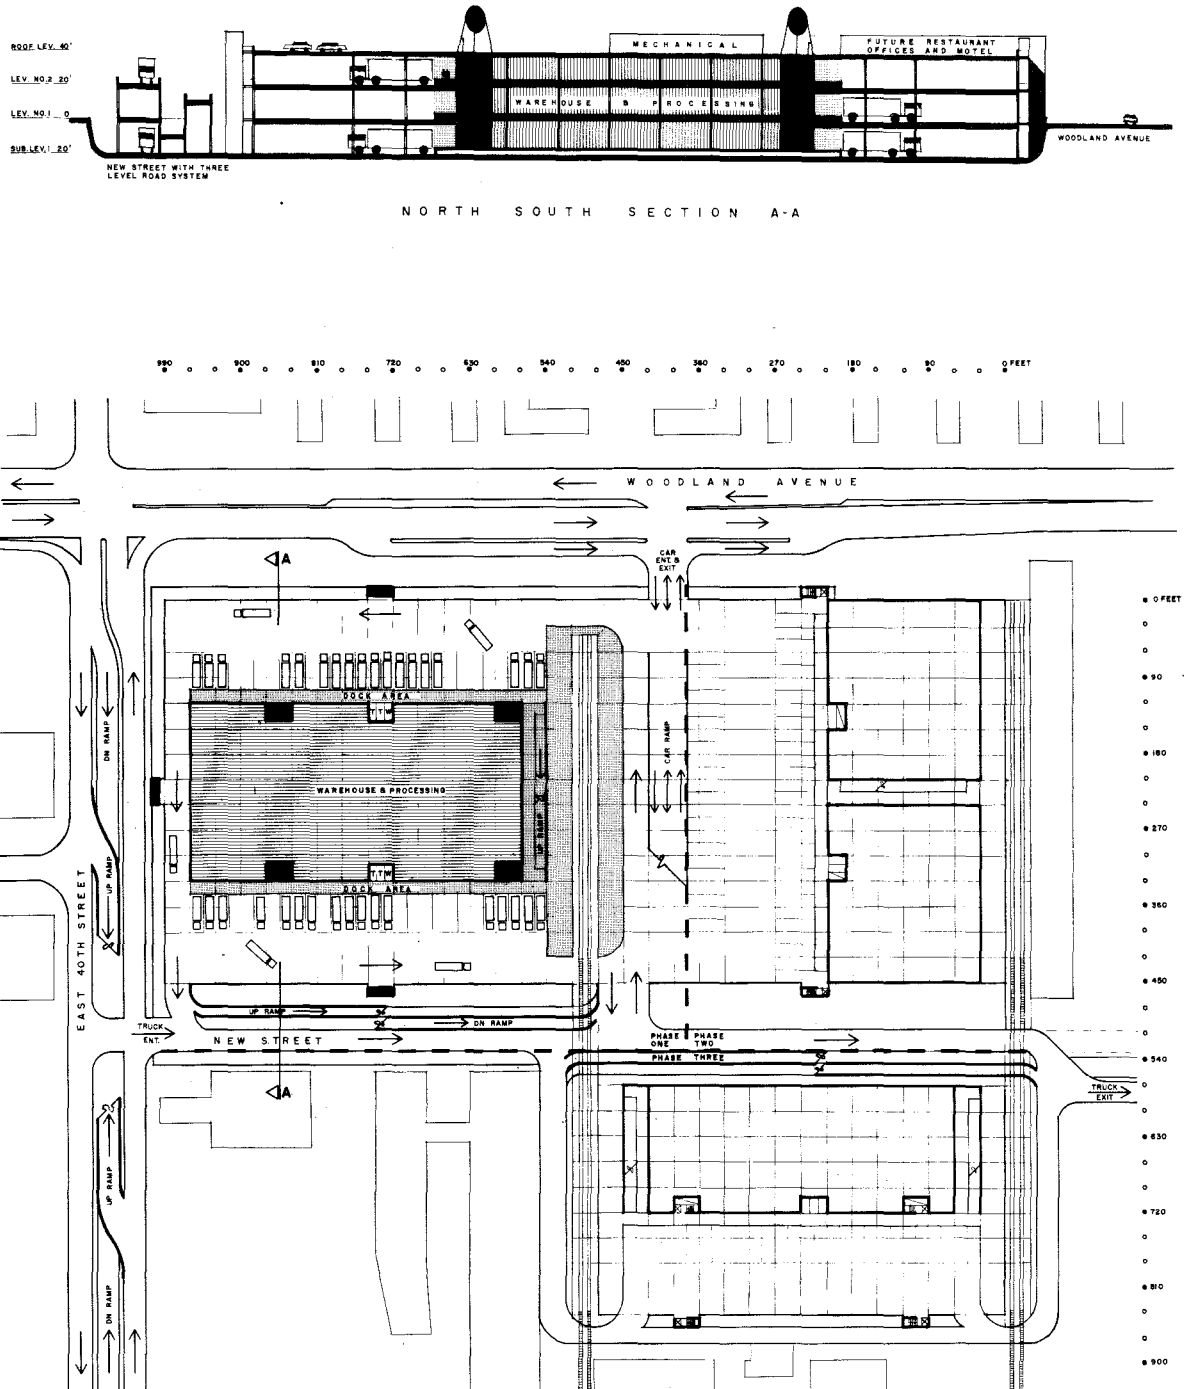 ROOF LEV. 40'
LEV. NO.2 20'
LEV. NO.1 0
SUB LEV.1 20'
MECHANICAL
FUTURE RESTAURANT
OFFICES AND MOTEL
WAREHOUSE & PROCESSING
WOODLAND AVENUE
NEW STREET WITH THREE
LEVEL ROAD SYSTEM
NORTH SOUTH SECTION A-A
990 900 810 720 630 540 450 360 270 180 90 0 FEET
WOODLAND AVENUE
CAR
ENT. &
EXIT
A
0 FEET
90
180
270
360
450
540
630
720
810
900
DOCK AREA
T T W
WAREHOUSE & PROCESSING
UP RAMP
CAR RAMP
T T W
DOCK AREA
DN RAMP
UP RAMP
EAST 40TH STREET
UP RAMP
DN RAMP
TRUCK
ENT.
NEW STREET
PHASE ONE
PHASE TWO
PHASE THREE
A
TRUCK
EXIT
UP RAMP
DN RAMP